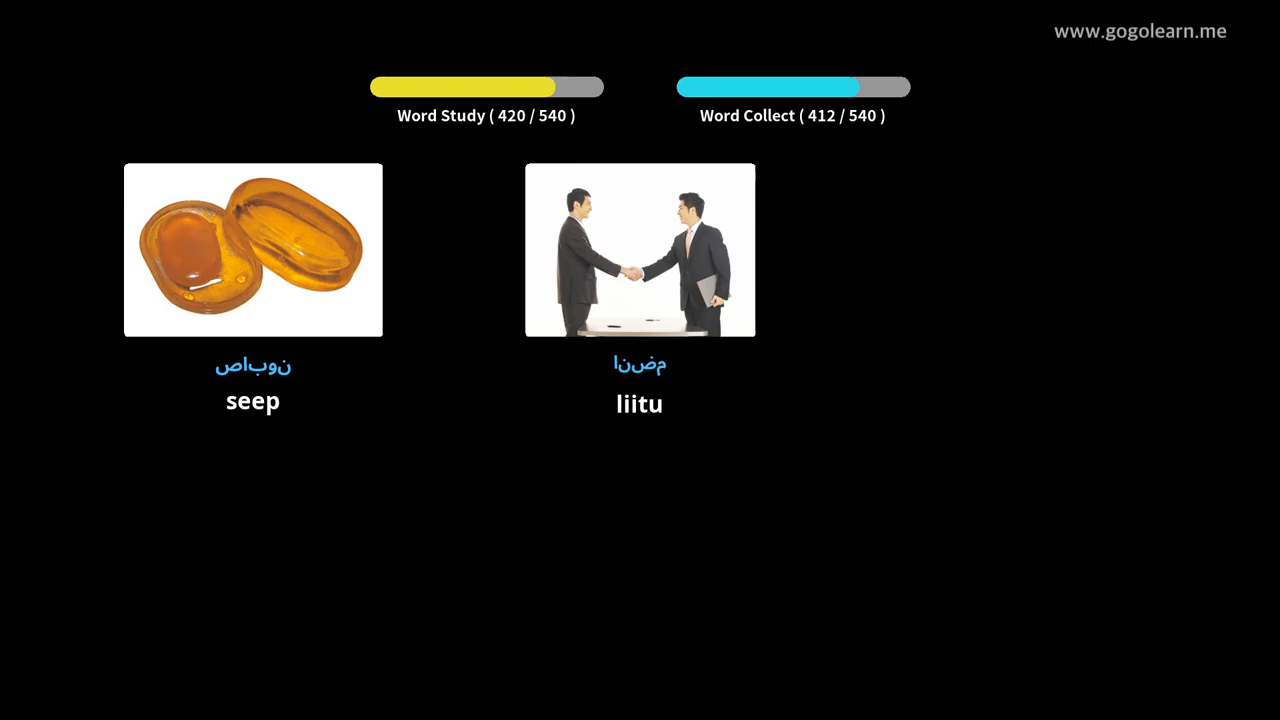 www.gogolearn.me
Word Study ( 420 / 540 )
Word Collect ( 412 / 540 )
صابون
seep
انضم
liitu